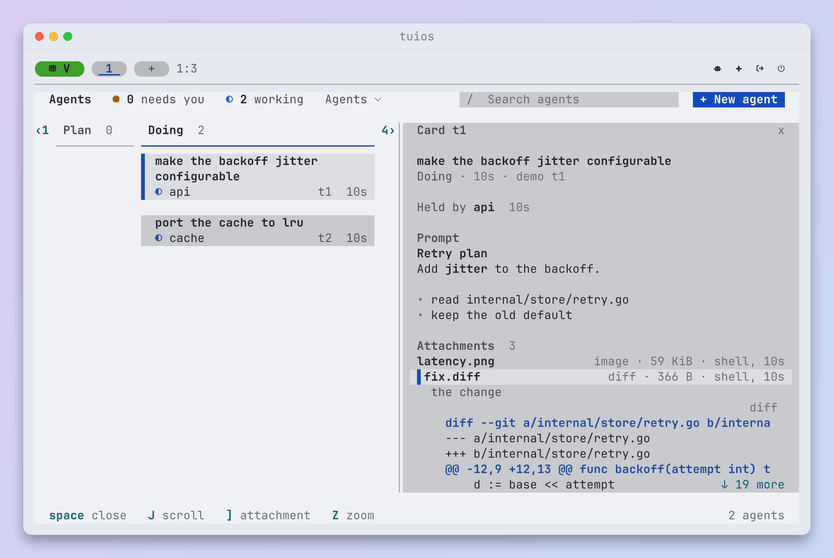 tuios
V 1 + 1:3
Agents 0 needs you 2 working Agents / Search agents + New agent
‹1 Plan 0 Doing 2 4›
make the backoff jitter
configurable
api t1 10s
port the cache to lru
cache t2 10s
Card t1 x
make the backoff jitter configurable
Doing · 10s · demo t1
Held by api 10s
Prompt
Retry plan
Add jitter to the backoff.
• read internal/store/retry.go
• keep the old default
Attachments 3
latency.png image · 59 KiB · shell, 10s
fix.diff diff · 366 B · shell, 10s
the change
diff
diff --git a/internal/store/retry.go b/interna
--- a/internal/store/retry.go
+++ b/internal/store/retry.go
@@ -12,9 +12,13 @@ func backoff(attempt int) t
d := base << attempt ↓ 19 more
space close J scroll ] attachment Z zoom 2 agents